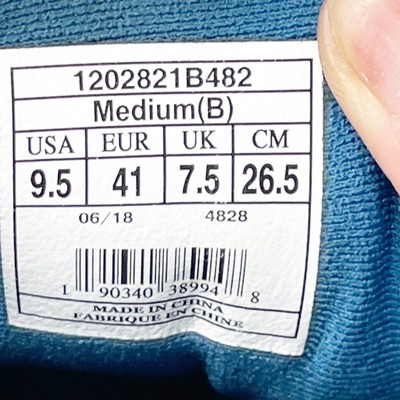 1202821B482
Medium(B)
USA EUR UK CM
9.5 41 7.5 26.5
06/18 4828
1 90340 38994 8
MADE IN CHINA
FABRIQUE EN CHINE